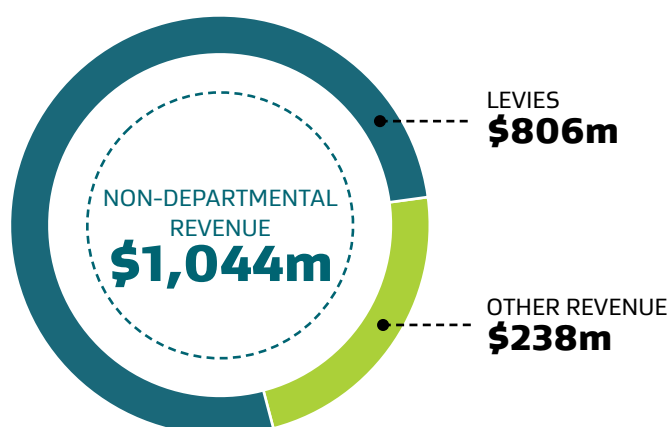 NON-DEPARTMENTAL
REVENUE
$1,044m
LEVIES
$806m
OTHER REVENUE
$238m